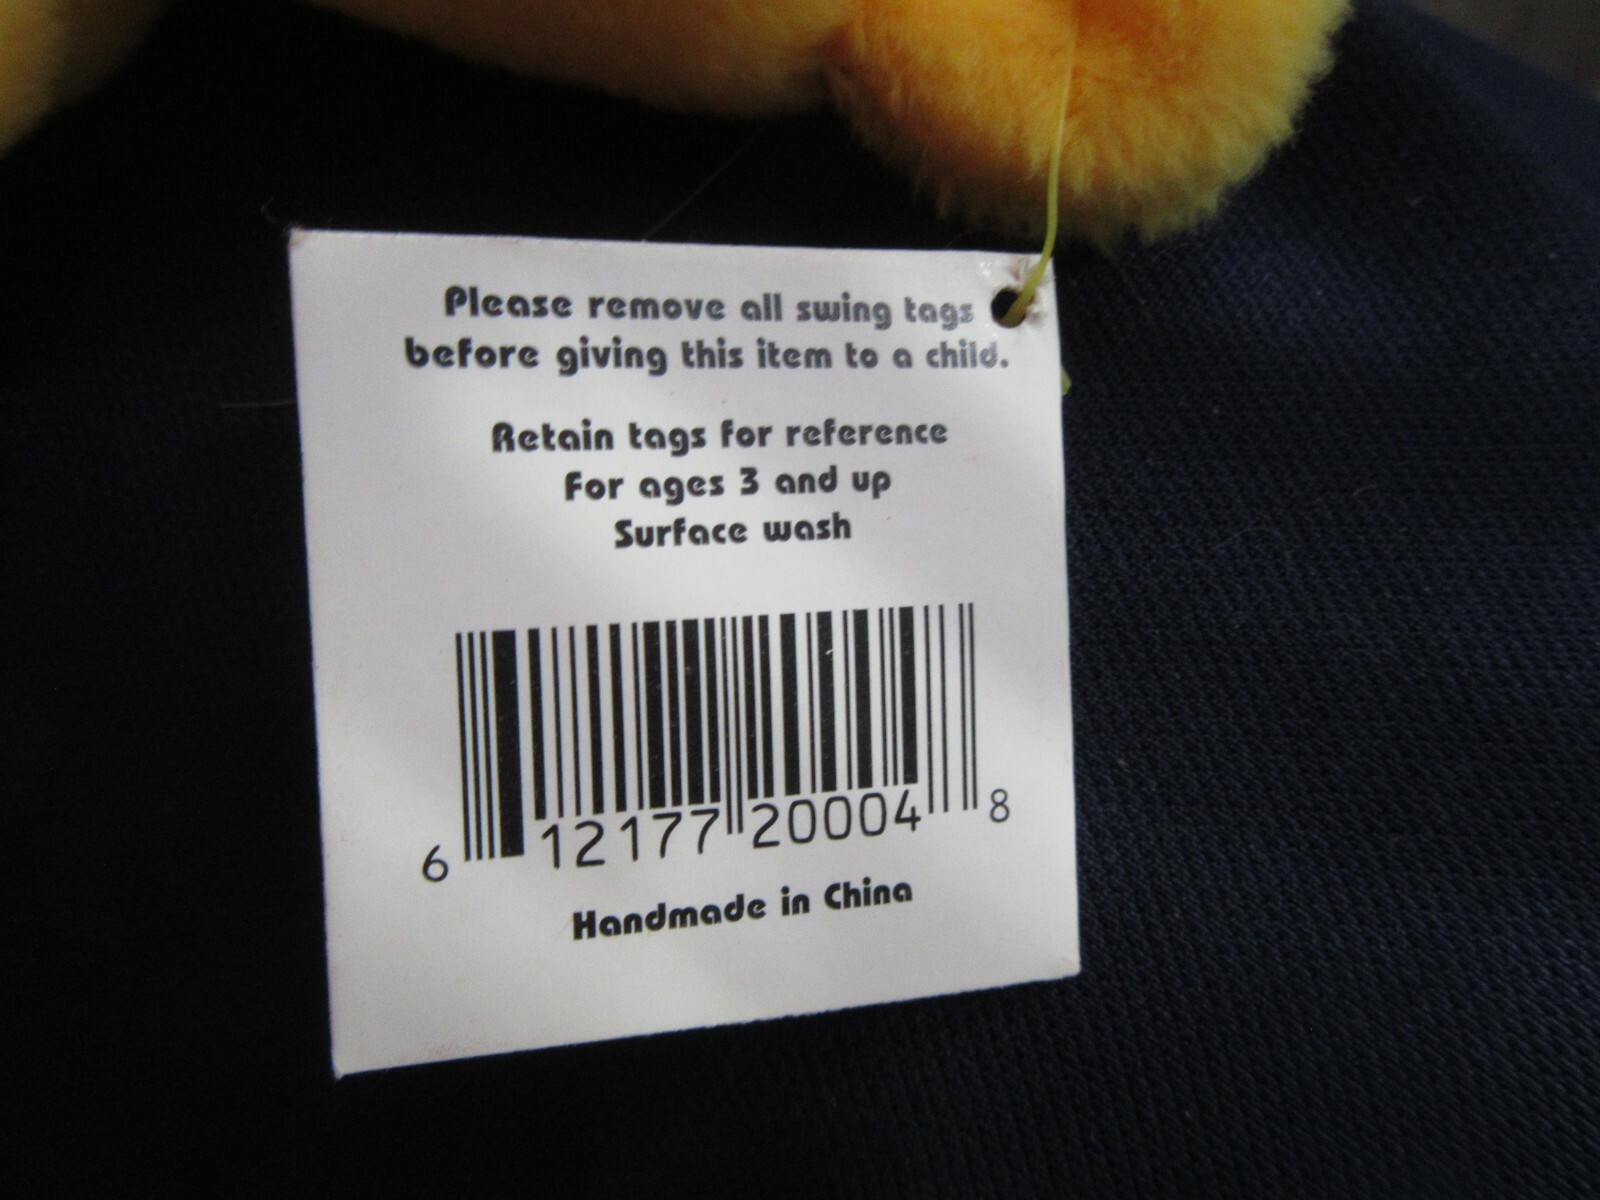 Please remove all swing tags
before giving this item to a child.
Retain tags for reference
For ages 3 and up
Surface wash
6 12177 20004 8
Handmade in China